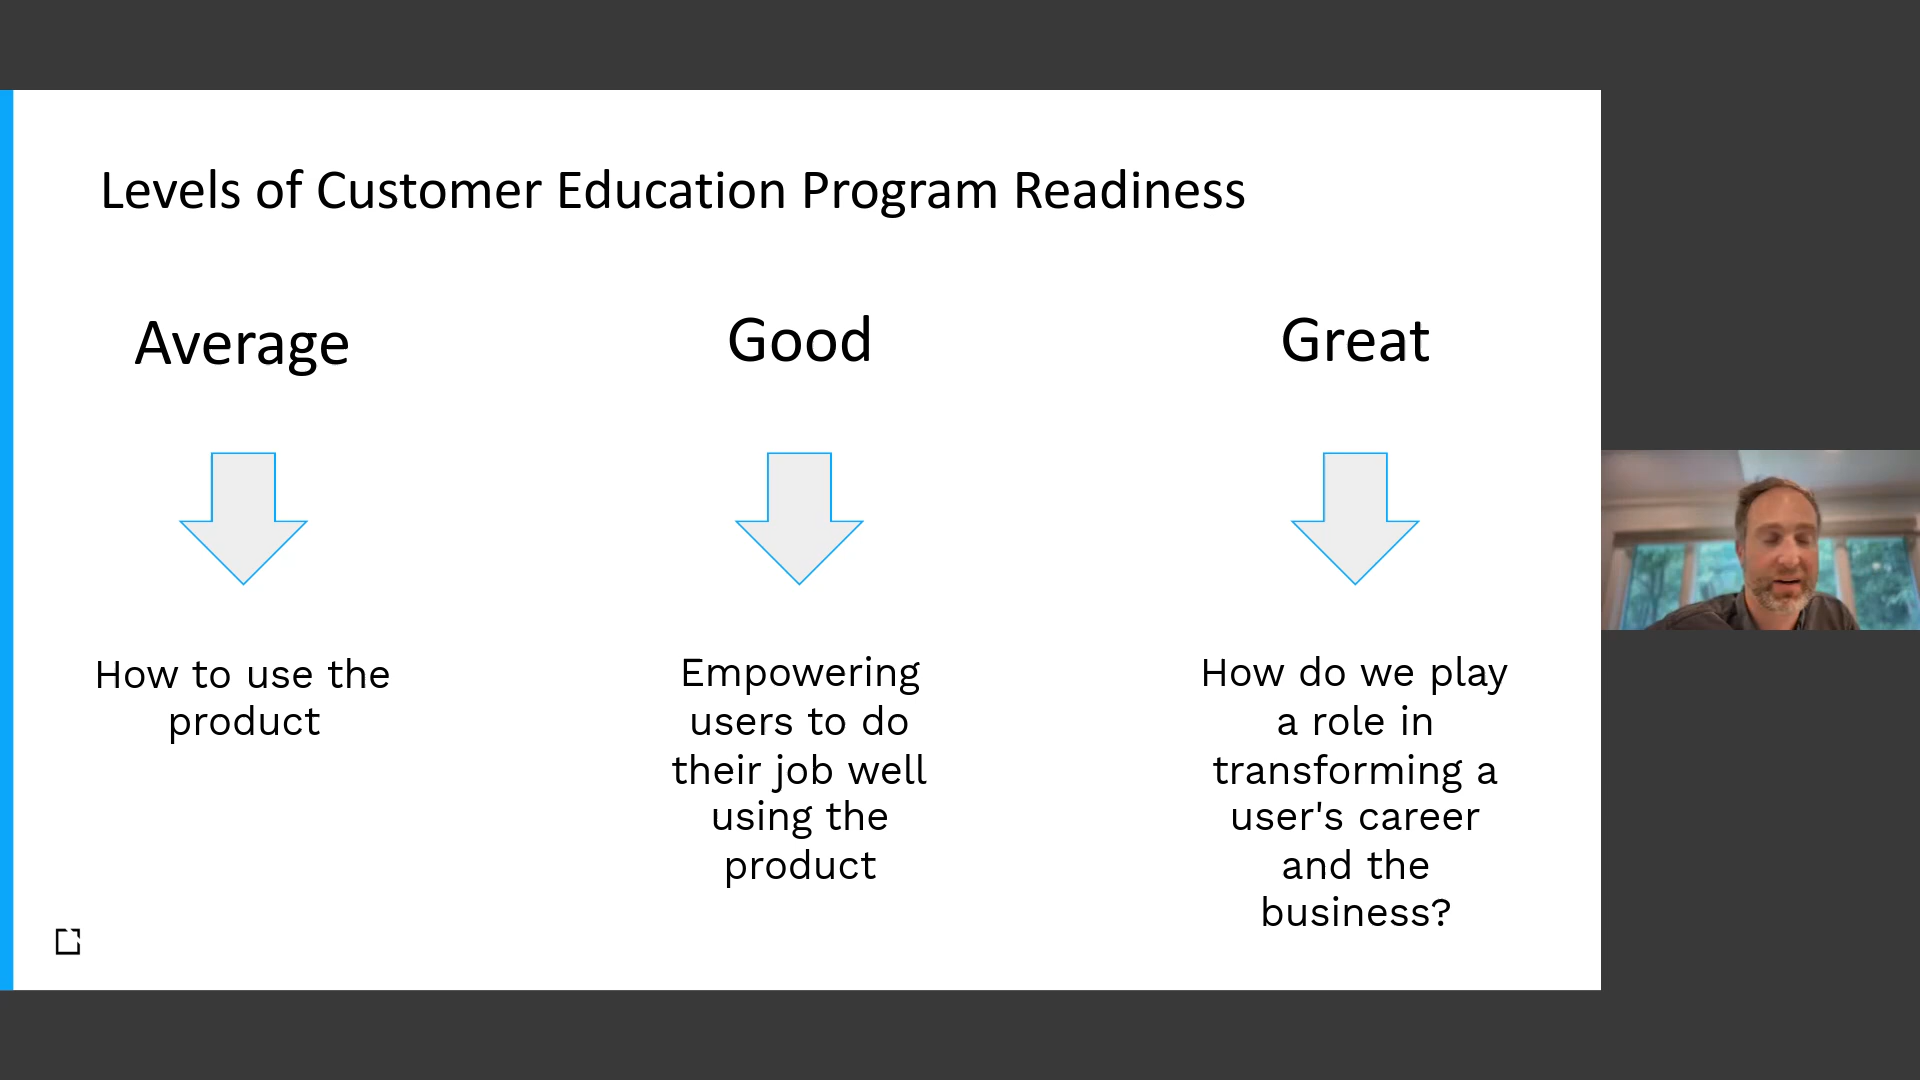 Levels of Customer Education Program Readiness
Average
How to use the
product
Good
Empowering
users to do
their job well
using the
product
Great
How do we play
a role in
transforming a
user's career
and the
business?